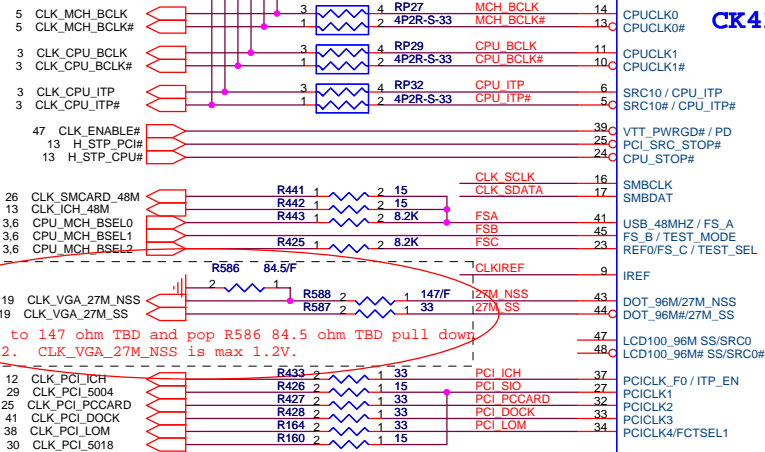 5 CLK_MCH_BCLK 3 4 RP27 MCH_BCLK 14 CPUCLK0
5 CLK_MCH_BCLK# 1 2 4P2R-S-33 MCH_BCLK# 13 CPUCLK0#
3 CLK_CPU_BCLK 3 4 RP29 CPU_BCLK 11 CPUCLK1
3 CLK_CPU_BCLK# 1 2 4P2R-S-33 CPU_BCLK# 10 CPUCLK1#
3 CLK_CPU_ITP 3 4 RP32 CPU_ITP 6 SRC10 / CPU_ITP
3 CLK_CPU_ITP# 1 2 4P2R-S-33 CPU_ITP# 5 SRC10# / CPU_ITP#
47 CLK_ENABLE# 39 VTT_PWRGD# / PD
13 H_STP_PCI# 25 PCI_SRC_STOP#
13 H_STP_CPU# 24 CPU_STOP#
CLK_SCLK 16 SMBCLK
CLK_SDATA 17 SMBDAT
26 CLK_SMCARD_48M R441 1 2 15
13 CLK_ICH_48M R442 1 2 15
3,6 CPU_MCH_BSEL0 R443 1 2 8.2K FSA 41 USB_48MHZ / FS_A
3,6 CPU_MCH_BSEL1 FSB 45 FS_B / TEST_MODE
3,6 CPU_MCH_BSEL2 R425 1 2 8.2K FSC 23 REF0/FS_C / TEST_SEL
R586 84.5/F
2 1
CLKIREF 9 IREF
19 CLK_VGA_27M_NSS R588 2 1 147/F 27M_NSS 43 DOT_96M/27M_NSS
19 CLK_VGA_27M_SS R587 2 1 33 27M_SS 44 DOT_96M#/27M_SS
to 147 ohm TBD and pop R586 84.5 ohm TBD pull down
2. CLK_VGA_27M_NSS is max 1.2V.
47 LCD100_96M SS/SRC0
48 LCD100_96M# SS/SRC0#
12 CLK_PCI_ICH R433 2 1 33 PCI_ICH 37 PCICLK_F0 / ITP_EN
29 CLK_PCI_5004 R426 2 1 15 PCI_SIO 27 PCICLK1
25 CLK_PCI_PCCARD R427 2 1 33 PCI_PCCARD 32 PCICLK2
41 CLK_PCI_DOCK R428 2 1 33 PCI_DOCK 33 PCICLK3
38 CLK_PCI_LOM R164 2 1 33 PCI_LOM 34 PCICLK4/FCTSEL1
30 CLK_PCI_5018 R160 2 1 15